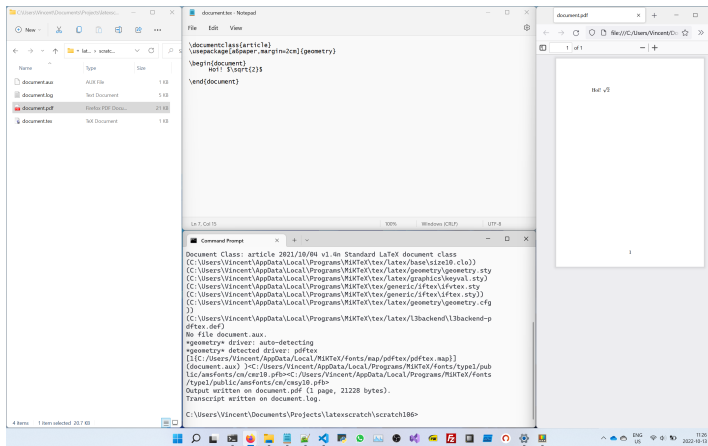 C:\Users\Vincent\Documents\Projects\latexsc...
New
lat... > scratc...
Name
Type
Size
document.aux
AUX File
1 KB
document.log
Text Document
5 KB
document.pdf
Firefox PDF Docu...
21 KB
document.tex
TeX Document
1 KB
4 items
1 item selected 20.7 KB
document.tex - Notepad
File Edit View
\documentclass{article}
\usepackage[a6paper,margin=2cm]{geometry}
\begin{document}
Hoi! $\sqrt{2}$
\end{document}
Ln 7, Col 15
100%
Windows (CRLF)
UTF-8
Command Prompt
Document Class: article 2021/10/04 v1.4n Standard LaTeX document class
(C:\Users\Vincent\AppData\Local\Programs\MiKTeX\tex/latex/base\size10.clo))
(C:\Users\Vincent\AppData\Local\Programs\MiKTeX\tex/latex/geometry\geometry.sty
(C:\Users\Vincent\AppData\Local\Programs\MiKTeX\tex/latex/graphics\keyval.sty)
(C:\Users\Vincent\AppData\Local\Programs\MiKTeX\tex/generic/iftex\ifvtex.sty
(C:\Users\Vincent\AppData\Local\Programs\MiKTeX\tex/generic/iftex\iftex.sty))
(C:\Users\Vincent\AppData\Local\Programs\MiKTeX\tex/latex/geometry\geometry.cfg
))
(C:\Users\Vincent\AppData\Local\Programs\MiKTeX\tex/latex/l3backend\l3backend-p
dftex.def)
No file document.aux.
*geometry* driver: auto-detecting
*geometry* detected driver: pdftex
[1{C:/Users/Vincent/AppData/Local/MiKTeX/fonts/map/pdftex/pdftex.map}]
(document.aux) )<C:/Users/Vincent/AppData/Local/Programs/MiKTeX/fonts/type1/pub
lic/amsfonts/cm/cmr10.pfb><C:/Users/Vincent/AppData/Local/Programs/MiKTeX/fonts
/type1/public/amsfonts/cm/cmsy10.pfb>
Output written on document.pdf (1 page, 21228 bytes).
Transcript written on document.log.
C:\Users\Vincent\Documents\Projects\latexscratch\scratch106>
document.pdf
file:///C:/Users/Vincent/Do
1 of 1
Hoi! √2
1
ENG
US
11:26
2022-10-13